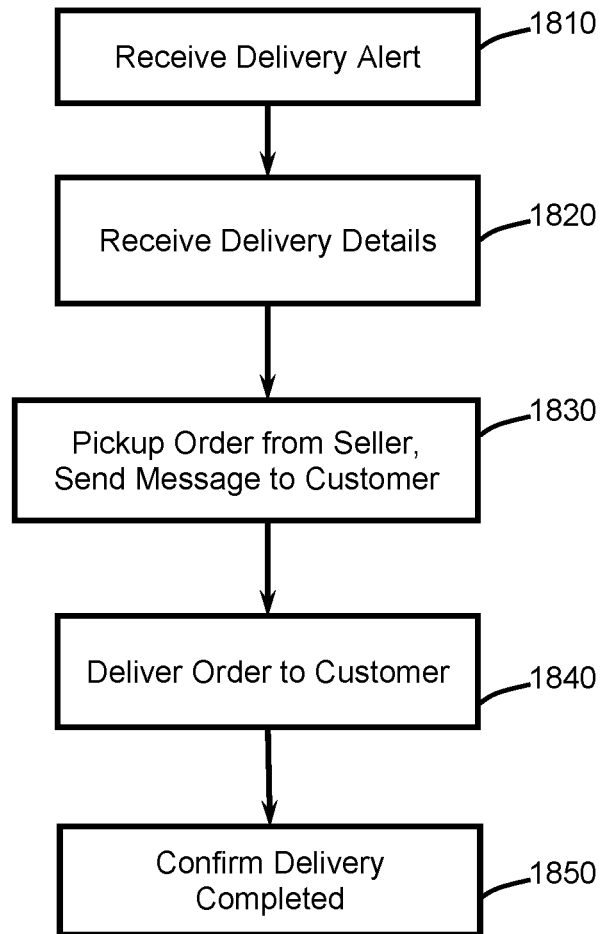 Receive Delivery Alert
1810
Receive Delivery Details
1820
Pickup Order from Seller,
Send Message to Customer
1830
Deliver Order to Customer
1840
Confirm Delivery
Completed
1850